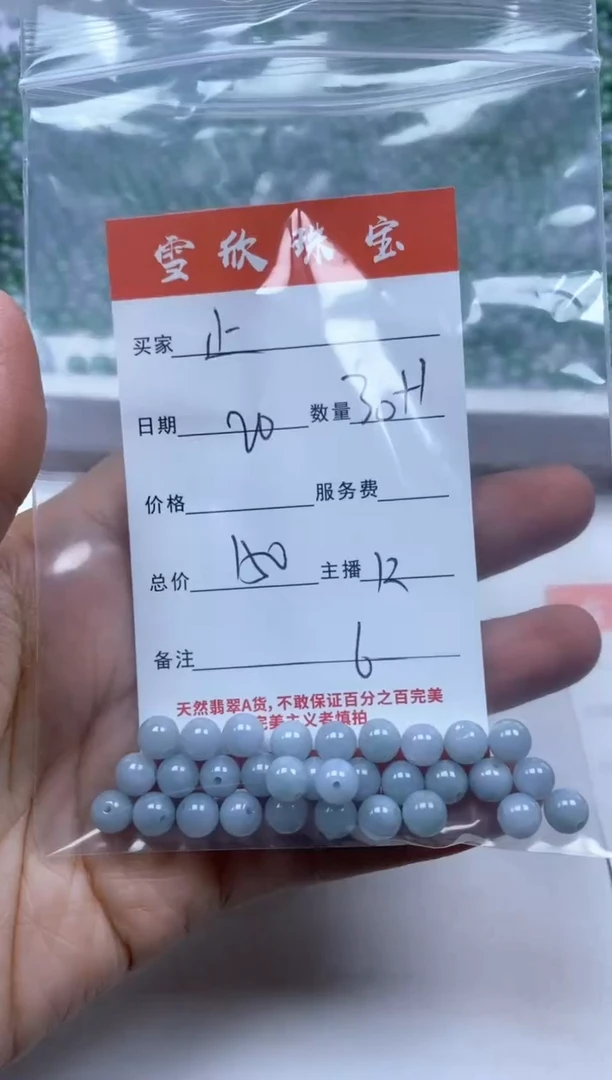 雪欣珠宝
买家 止
日期 20 数量 30H
价格 服务费
总价 150 主播 12
备注 6
天然翡翠A货，不敢保证百分之百完美
完美主义者慎拍